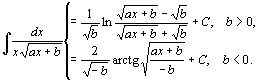 ∫ dx / (x√(ax + b)) { = 1/√b ln (√(ax + b) − √b) / (√(ax + b) + √b) + C, b > 0,
= 2/√(−b) arctg √((ax + b)/(−b)) + C, b < 0.